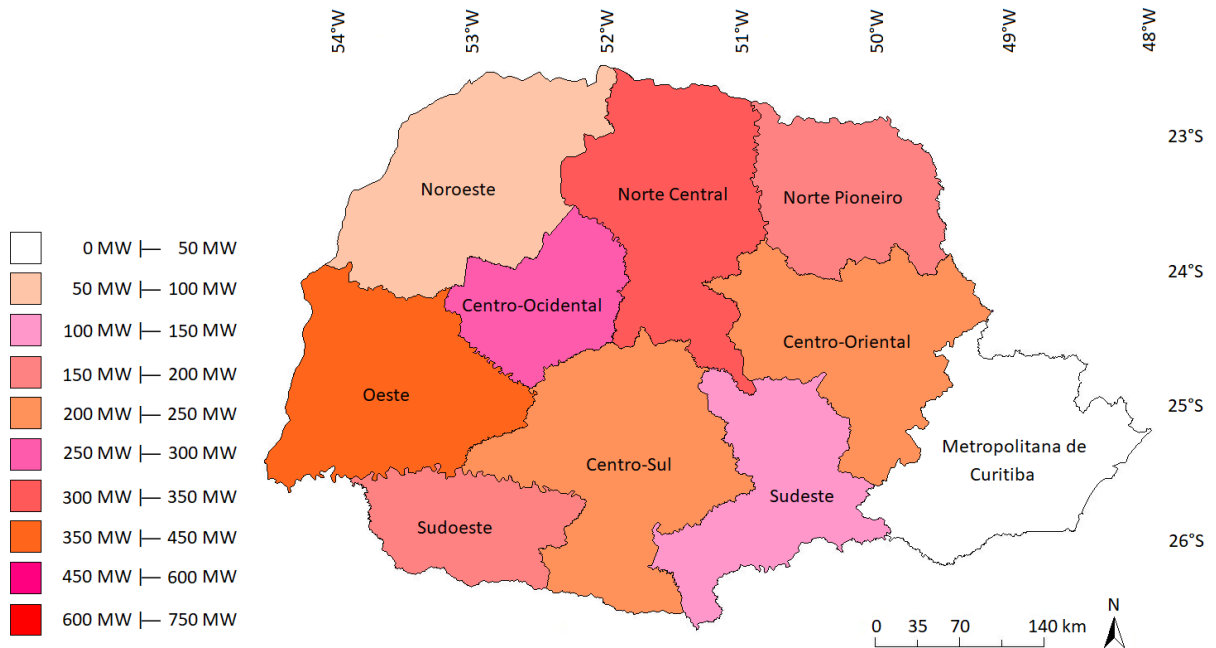 54°W
53°W
52°W
51°W
50°W
49°W
48°W
23°S
24°S
25°S
26°S
Noroeste
Norte Central
Norte Pioneiro
Centro-Ocidental
Centro-Oriental
Oeste
Metropolitana de
Curitiba
Centro-Sul
Sudeste
Sudoeste
0 MW ├─ 50 MW
50 MW ├─ 100 MW
100 MW ├─ 150 MW
150 MW ├─ 200 MW
200 MW ├─ 250 MW
250 MW ├─ 300 MW
300 MW ├─ 350 MW
350 MW ├─ 450 MW
450 MW ├─ 600 MW
600 MW ├─ 750 MW
0 35 70 140 km
N